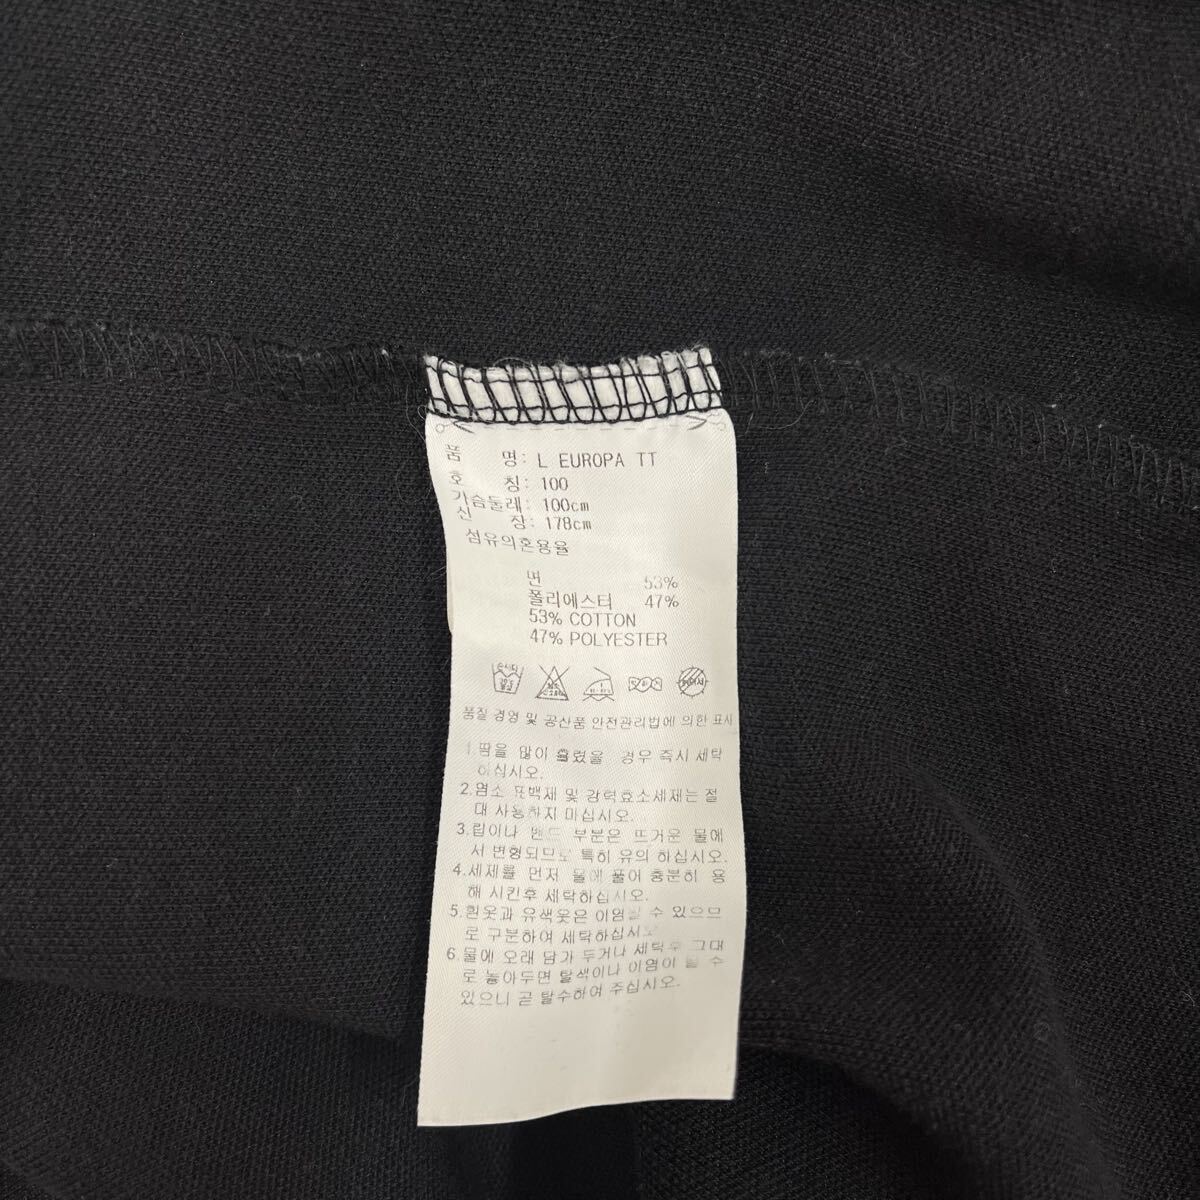 품 명: L EUROPA TT
호 칭: 100
가슴둘레: 100cm
신 장: 178cm
섬유의혼용율
면 53%
폴리에스터 47%
53% COTTON
47% POLYESTER
품질 경영 및 공산품 안전관리법에 의한 표시
1.땀을 많이 흘렸을 경우 즉시 세탁
하십시오.
2.염소 표백제 및 강력효소세제는 절
대 사용하지 마십시오.
3.립이나 밴드 부분은 뜨거운 물에
서 변형되므로 특히 유의 하십시오.
4.세제를 먼저 물에 풀어 충분히 용
해 시킨후 세탁하십시오.
5.흰옷과 유색옷은 이염될 수 있으므
로 구분하여 세탁하십시오
6.물에 오래 담가 두거나 세탁후 그대
로 놓아두면 탈색이나 이염이 될 수
있으니 곧 탈수하여 주십시오.